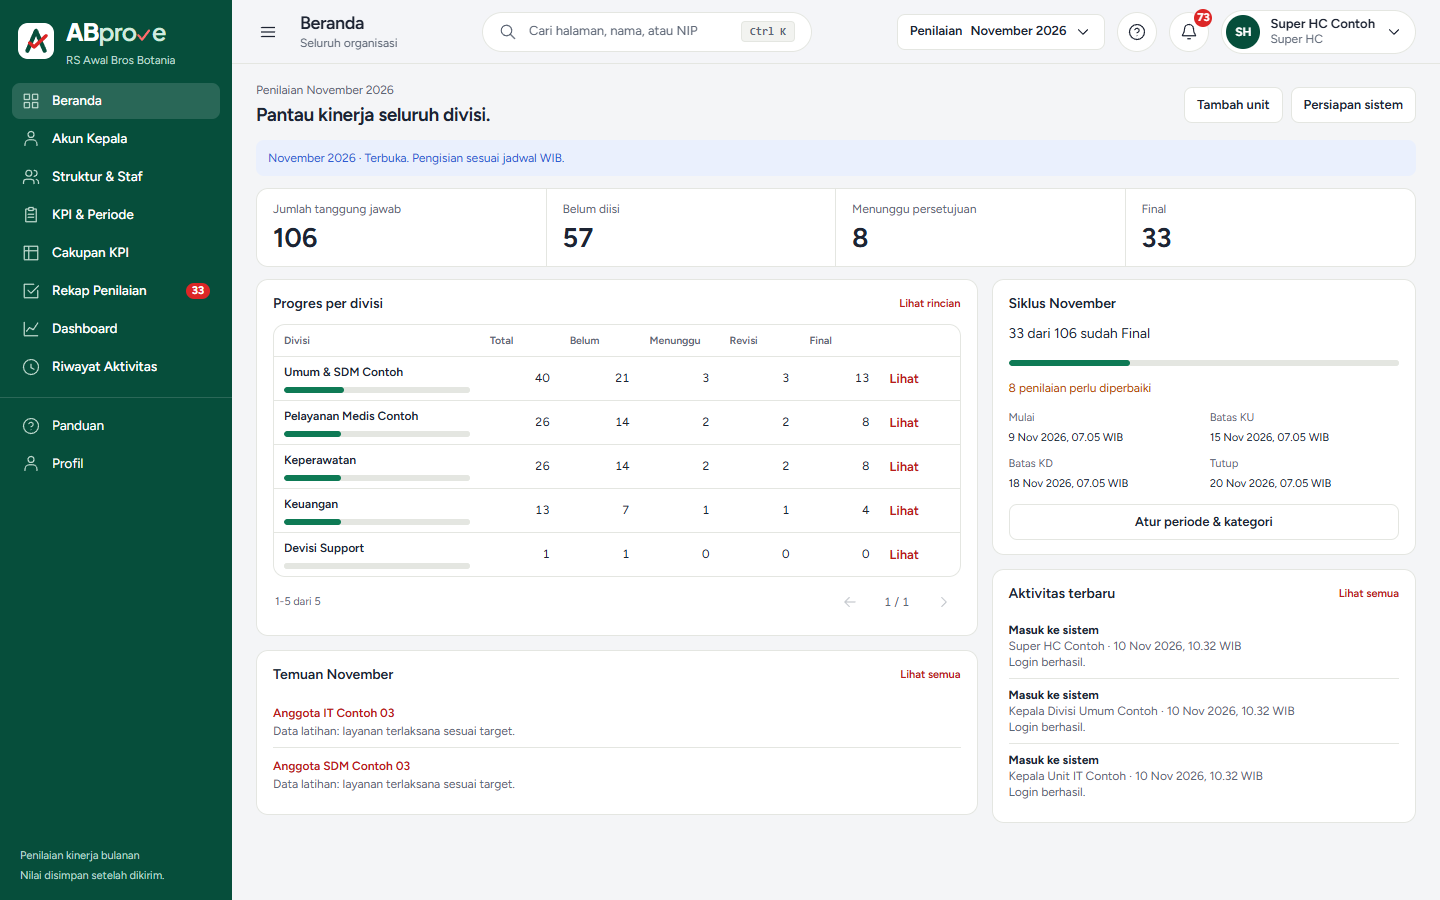 ABprove
RS Awal Bros Botania
Beranda
Akun Kepala
Struktur & Staf
KPI & Periode
Cakupan KPI
Rekap Penilaian 33
Dashboard
Riwayat Aktivitas
Panduan
Profil
Penilaian kinerja bulanan
Nilai disimpan setelah dikirim.
Beranda
Seluruh organisasi
Cari halaman, nama, atau NIP Ctrl K
Penilaian November 2026
73
SH
Super HC Contoh
Super HC
Penilaian November 2026
Pantau kinerja seluruh divisi.
Tambah unit
Persiapan sistem
November 2026 · Terbuka. Pengisian sesuai jadwal WIB.
Jumlah tanggung jawab
106
Belum diisi
57
Menunggu persetujuan
8
Final
33
Progres per divisi
Lihat rincian
Divisi Total Belum Menunggu Revisi Final
Umum & SDM Contoh 40 21 3 3 13 Lihat
Pelayanan Medis Contoh 26 14 2 2 8 Lihat
Keperawatan 26 14 2 2 8 Lihat
Keuangan 13 7 1 1 4 Lihat
Devisi Support 1 1 0 0 0 Lihat
1-5 dari 5
1 / 1
Temuan November
Lihat semua
Anggota IT Contoh 03
Data latihan: layanan terlaksana sesuai target.
Anggota SDM Contoh 03
Data latihan: layanan terlaksana sesuai target.
Siklus November
33 dari 106 sudah Final
8 penilaian perlu diperbaiki
Mulai
9 Nov 2026, 07.05 WIB
Batas KU
15 Nov 2026, 07.05 WIB
Batas KD
18 Nov 2026, 07.05 WIB
Tutup
20 Nov 2026, 07.05 WIB
Atur periode & kategori
Aktivitas terbaru
Lihat semua
Masuk ke sistem
Super HC Contoh · 10 Nov 2026, 10.32 WIB
Login berhasil.
Masuk ke sistem
Kepala Divisi Umum Contoh · 10 Nov 2026, 10.32 WIB
Login berhasil.
Masuk ke sistem
Kepala Unit IT Contoh · 10 Nov 2026, 10.32 WIB
Login berhasil.